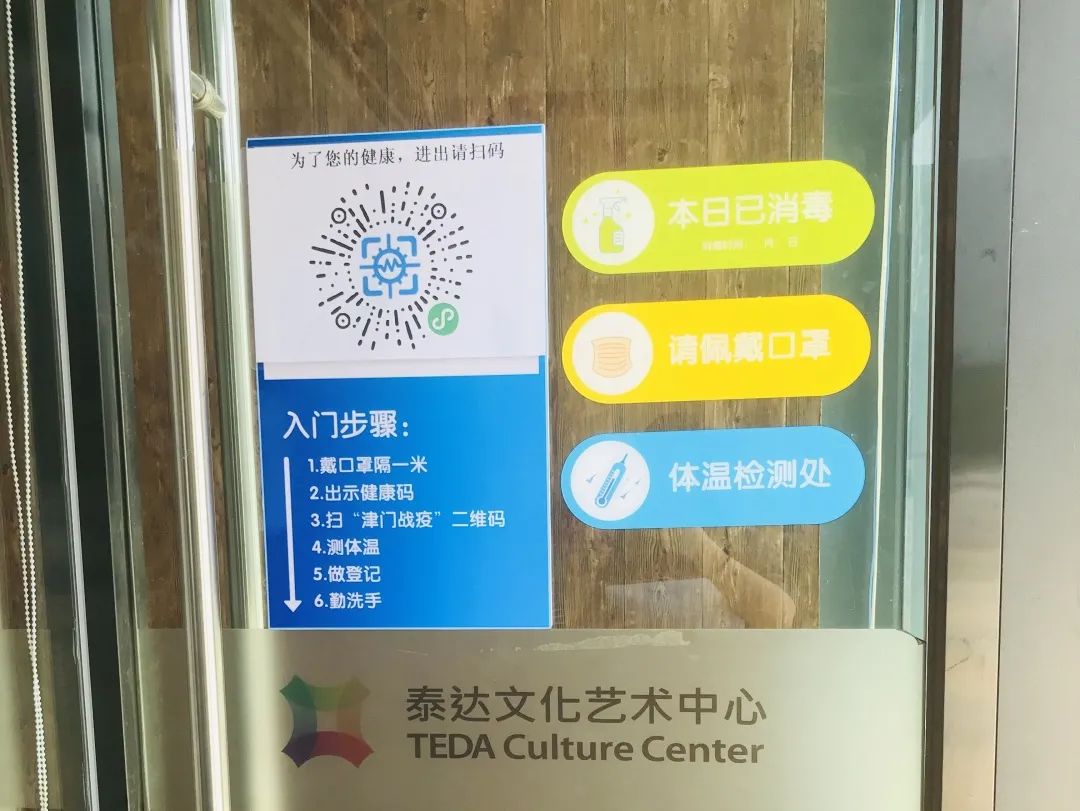 为了您的健康，进出请扫码
入门步骤：
1.戴口罩隔一米
2.出示健康码
3.扫“津门战疫”二维码
4.测体温
5.做登记
6.勤洗手
本日已消毒
月 日
请佩戴口罩
体温检测处
泰达文化艺术中心
TEDA Culture Center